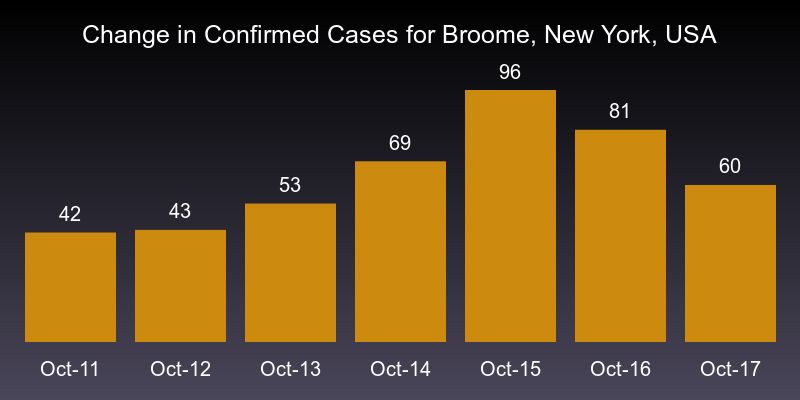 Change in Confirmed Cases for Broome, New York, USA
42 43 53 69 96 81 60
Oct-11 Oct-12 Oct-13 Oct-14 Oct-15 Oct-16 Oct-17